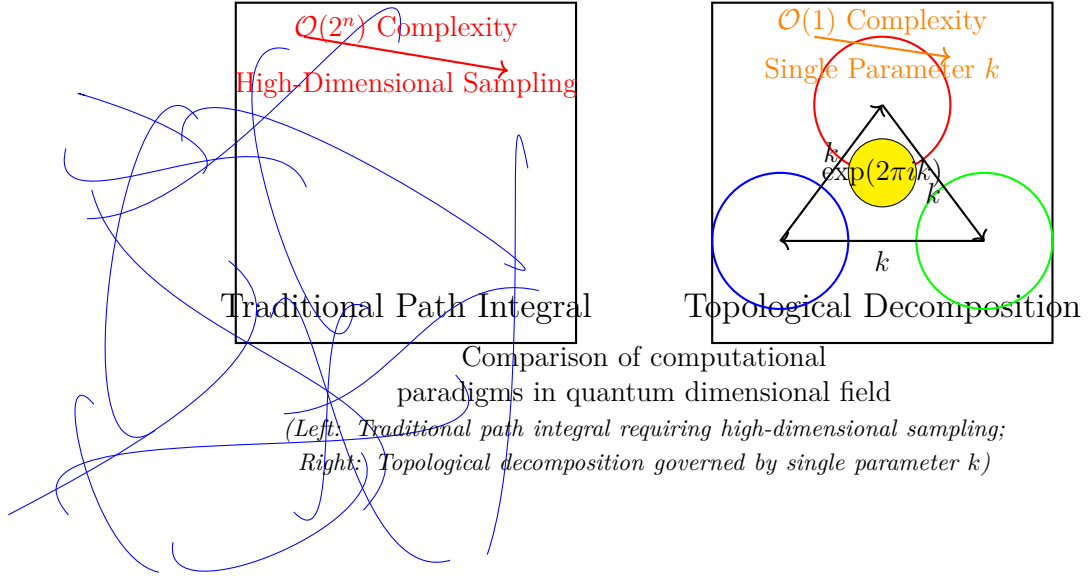 𝒪(2ⁿ) Complexity
High-Dimensional Sampling
Traditional Path Integral
𝒪(1) Complexity
Single Parameter k
k
exp(2πik)
k
k
Topological Decomposition
Comparison of computational
paradigms in quantum dimensional field
(Left: Traditional path integral requiring high-dimensional sampling;
Right: Topological decomposition governed by single parameter k)